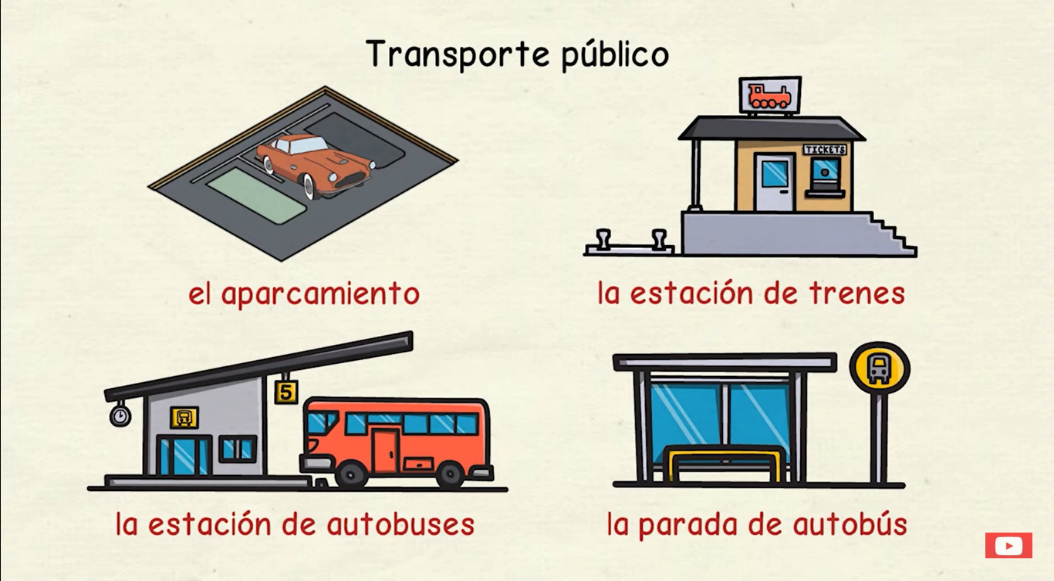 Transporte público
TICKETS
el aparcamiento
la estación de trenes
5
la estación de autobuses
la parada de autobús